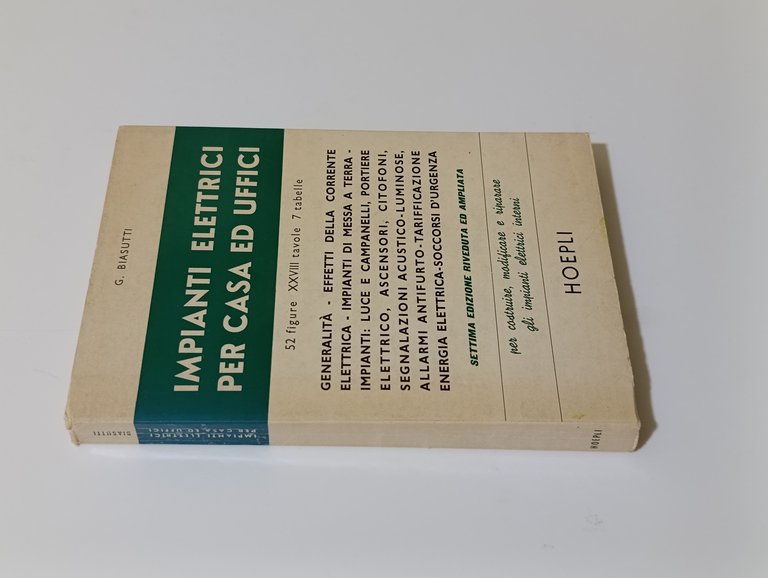 G. BIASUTTI
IMPIANTI ELETTRICI
PER CASA ED UFFICI
52 figure XXVIII tavole 7 tabelle
GENERALITÀ - EFFETTI DELLA CORRENTE
ELETTRICA - IMPIANTI DI MESSA A TERRA -
IMPIANTI: LUCE E CAMPANELLI, PORTIERE
ELETTRICO, ASCENSORI, CITOFONI,
SEGNALAZIONI ACUSTICO-LUMINOSE,
ALLARMI ANTIFURTO-TARIFFICAZIONE
ENERGIA ELETTRICA-SOCCORSI D'URGENZA
SETTIMA EDIZIONE RIVEDUTA ED AMPLIATA
per costruire, modificare e riparare
gli impianti elettrici interni
HOEPLI
BIASUTTI
IMPIANTI ELETTRICI
PER CASA ED UFFICI
HOEPLI